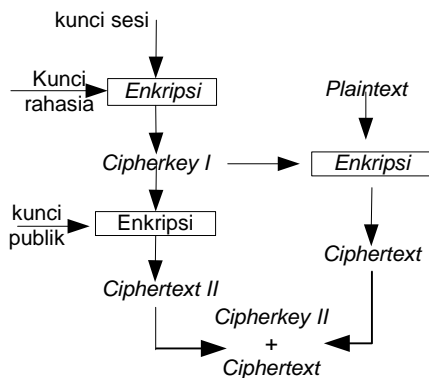 kunci sesi
Kunci
rahasia
Enkripsi
Plaintext
Cipherkey I
Enkripsi
kunci
publik
Enkripsi
Ciphertext
Ciphertext II
Cipherkey II
+
Ciphertext